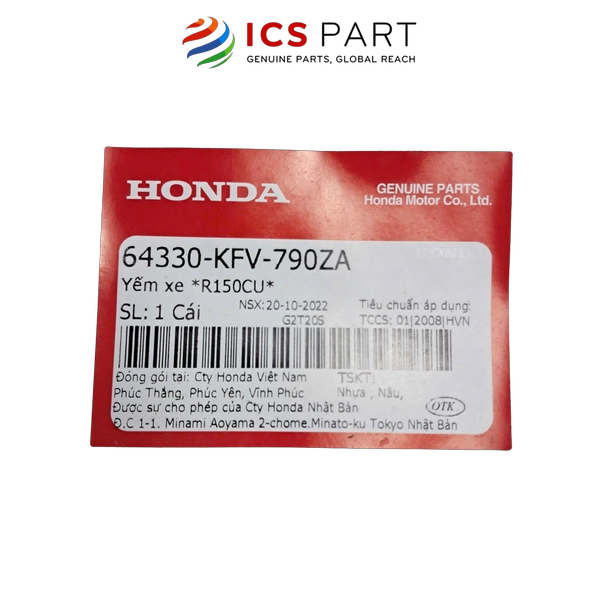 ICS PART
GENUINE PARTS, GLOBAL REACH
HONDA
GENUINE PARTS
Honda Motor Co., Ltd.
64330-KFV-790ZA
Yếm xe *R150CU*
SL: 1 Cái
NSX:20-10-2022
G2T20S
Tiêu chuẩn áp dụng:
TCCS: 01|2008|HVN
Đóng gói tại: Cty Honda Việt Nam
Phúc Thắng, Phúc Yên, Vĩnh Phúc
TSKT:
Nhựa , Nâu,
Được sự cho phép của Cty Honda Nhật Bản
Đ.C 1-1. Minami Aoyama 2-chome.Minato-ku Tokyo Nhật Bản
OTK